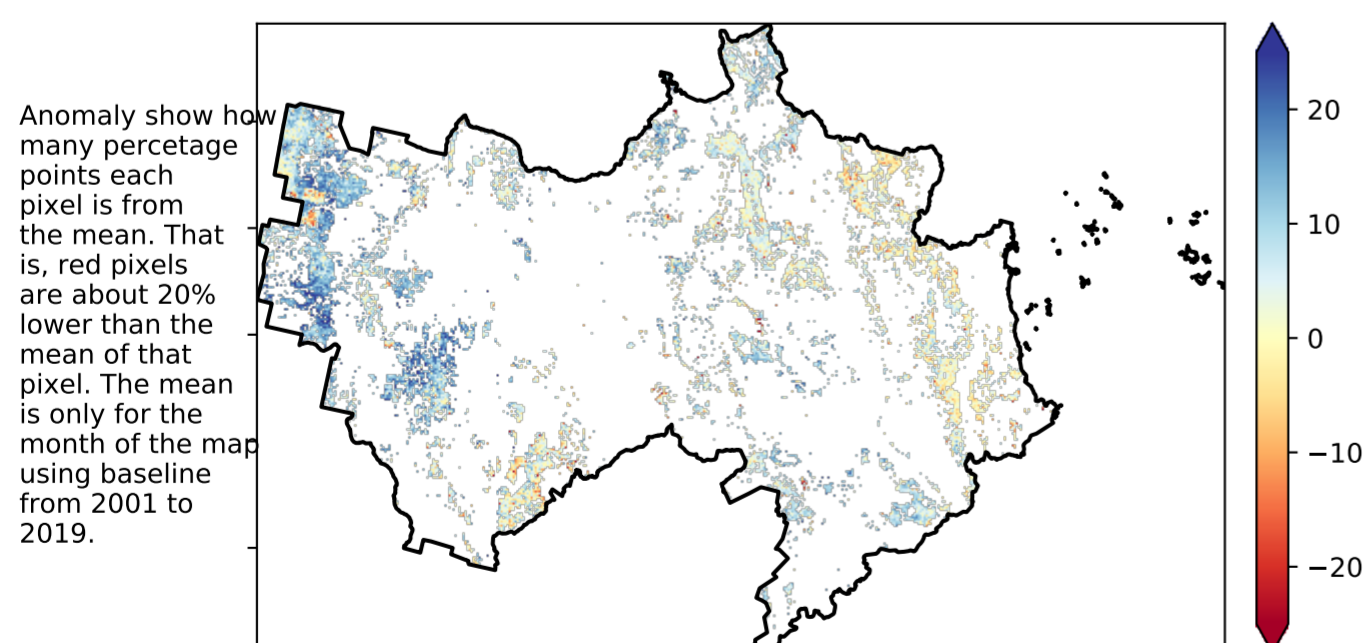 Anomaly show how
many percetage
points each
pixel is from
the mean. That
is, red pixels
are about 20%
lower than the
mean of that
pixel. The mean
is only for the
month of the map
using baseline
from 2001 to
2019.
20
10
0
−10
−20